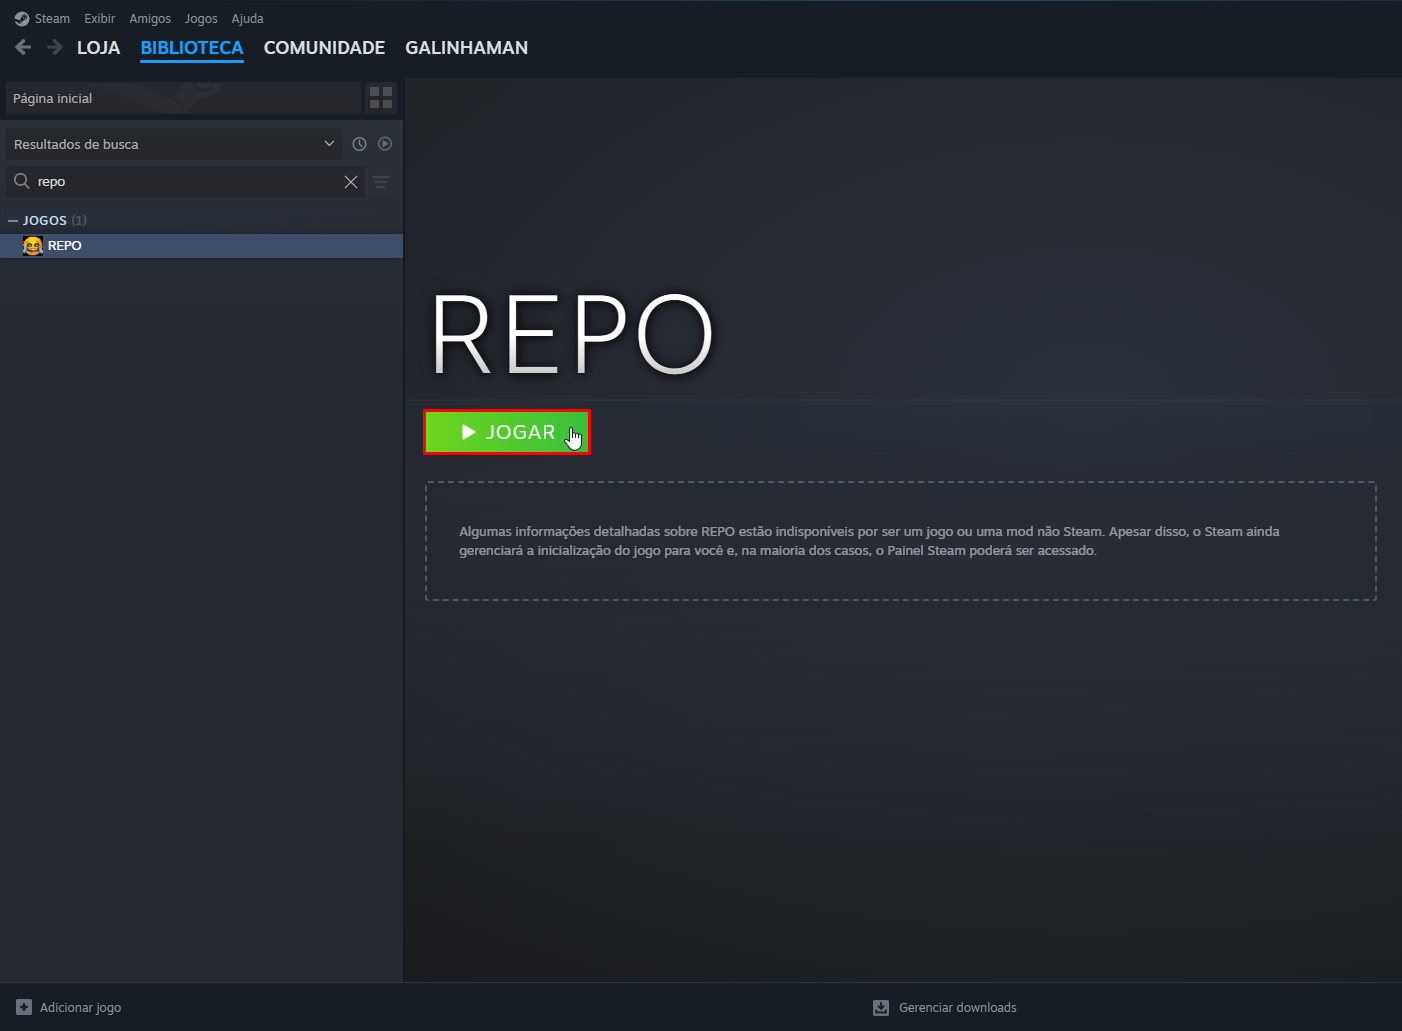 Steam Exibir Amigos Jogos Ajuda
LOJA BIBLIOTECA COMUNIDADE GALINHAMAN
Página inicial
Resultados de busca
repo
JOGOS (1)
REPO
REPO
JOGAR
Algumas informações detalhadas sobre REPO estão indisponíveis por ser um jogo ou uma mod não Steam. Apesar disso, o Steam ainda
gerenciará a inicialização do jogo para você e, na maioria dos casos, o Painel Steam poderá ser acessado.
Adicionar jogo
Gerenciar downloads